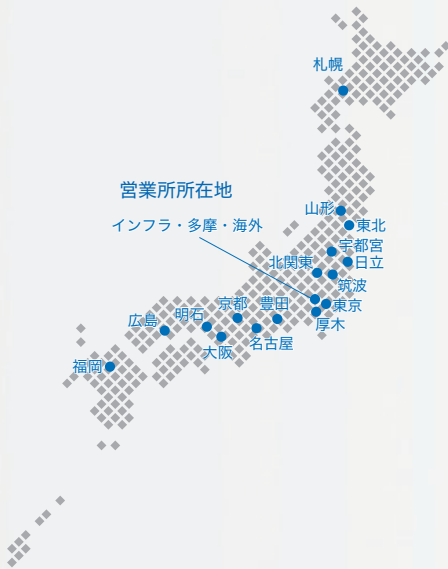 札幌
営業所所在地
山形
インフラ・多摩・海外
東北
宇都宮
北関東
日立
筑波
京都
豊田
東京
明石
広島
厚木
名古屋
大阪
福岡